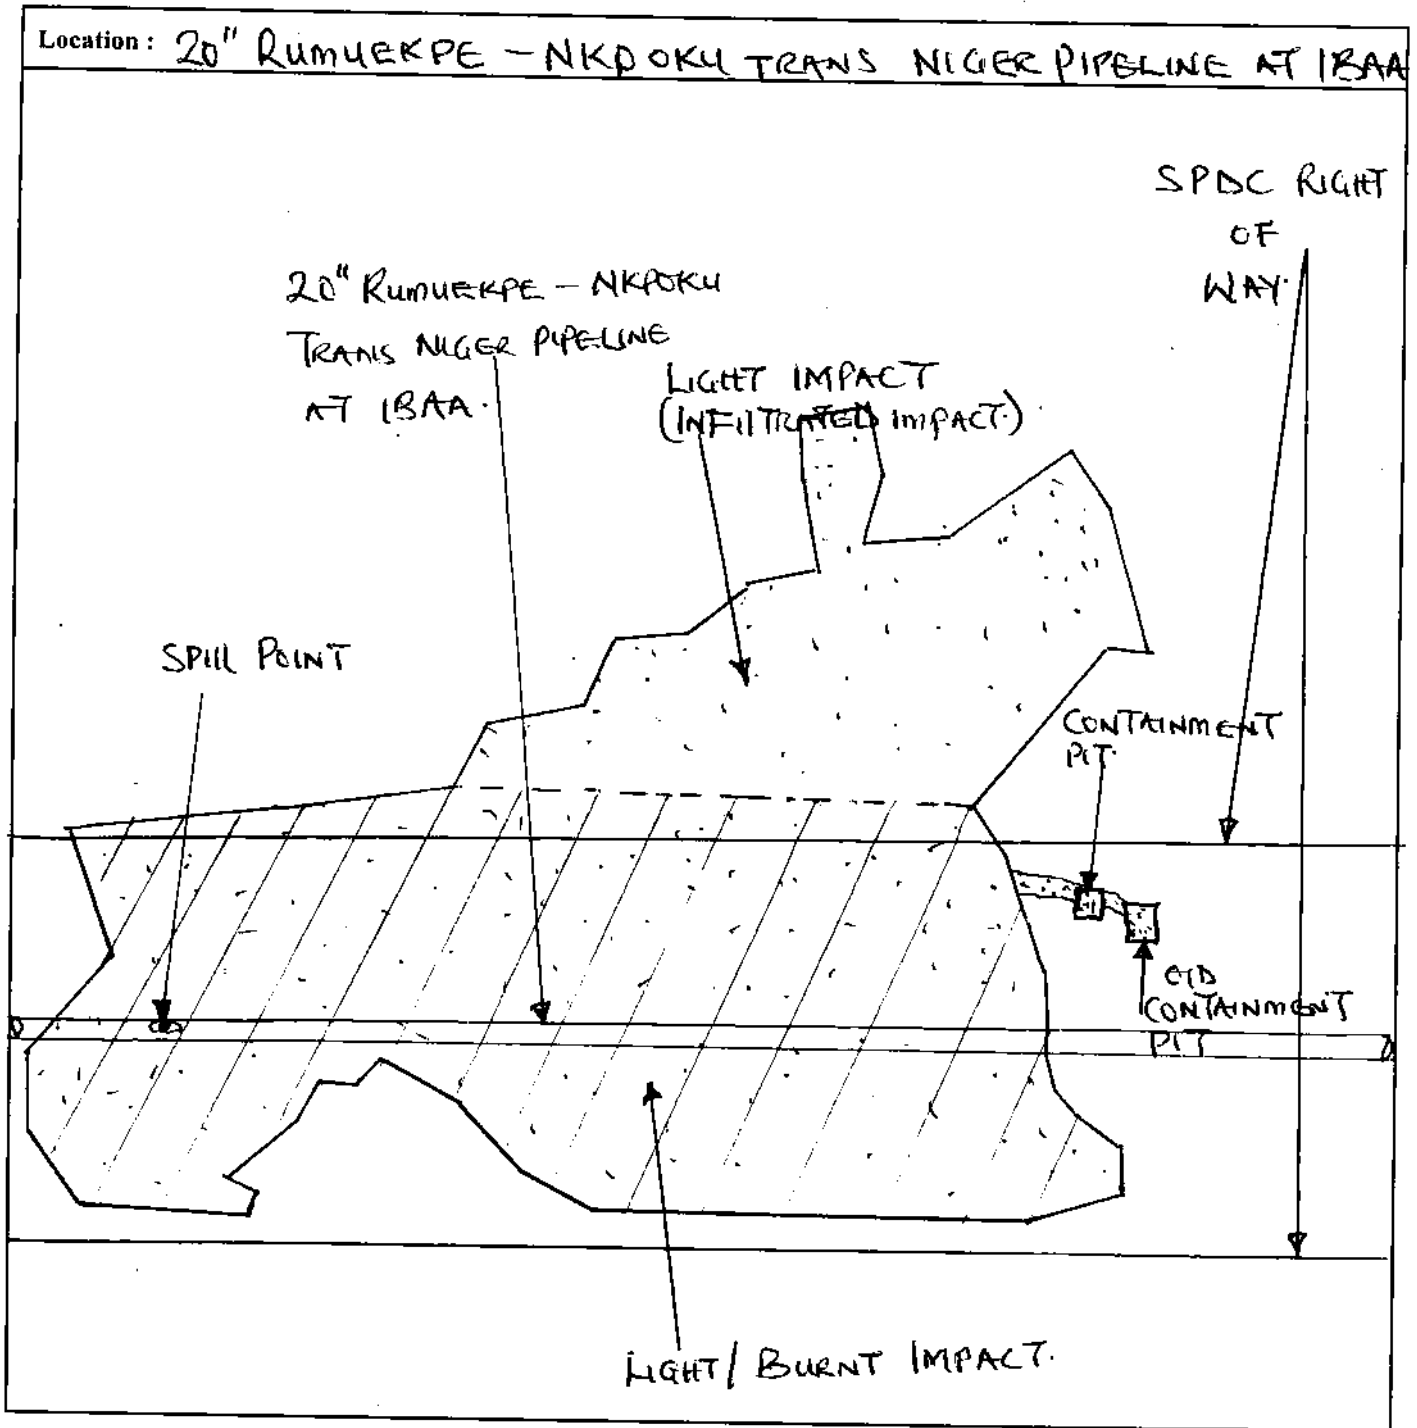 Location : 20" RUMUEKPE - NKPOKU TRANS NIGER PIPELINE AT IBAA
SPDC RIGHT
OF
WAY.
20" RUMUEKPE - NKPOKU
TRANS NIGER PIPELINE
AT IBAA.
LIGHT IMPACT
(INFILTRATED IMPACT.)
SPILL POINT
CONTAINMENT
PIT.
CONTAINMENT
PIT
LIGHT/BURNT IMPACT.